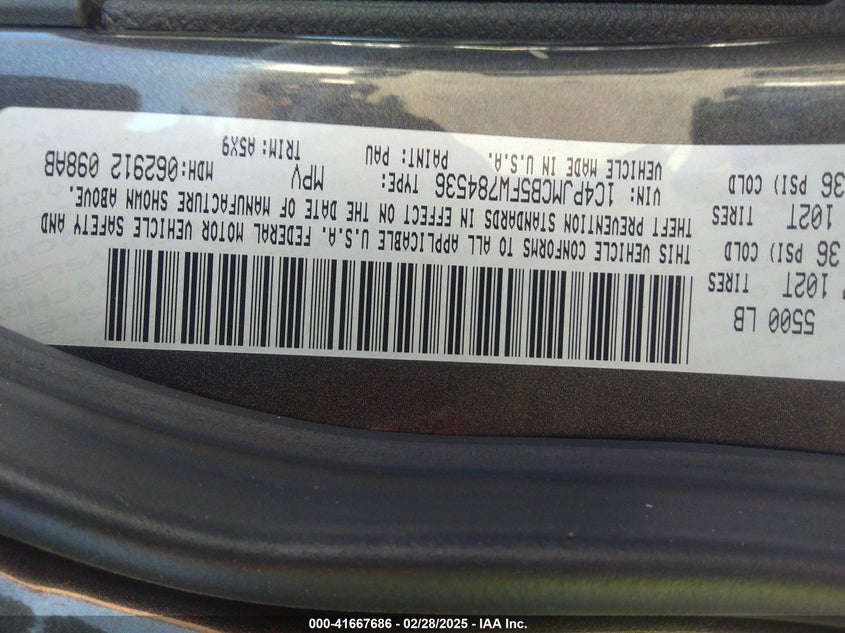 5500 LB
102T TIRES
36 PSI) COLD
102T TIRES
36 PSI) COLD
THIS VEHICLE CONFORMS TO ALL APPLICABLE U.S.A. FEDERAL MOTOR VEHICLE SAFETY AND
THEFT PREVENTION STANDARDS IN EFFECT ON THE DATE OF MANUFACTURE SHOWN ABOVE.
VIN: 1C4PJMCB5FW784536 TYPE: MPV MDH:062912 098AB
VEHICLE MADE IN U.S.A. PAINT: PAU TRIM: A5X9
000-41667686 - 02/28/2025 - IAA Inc.